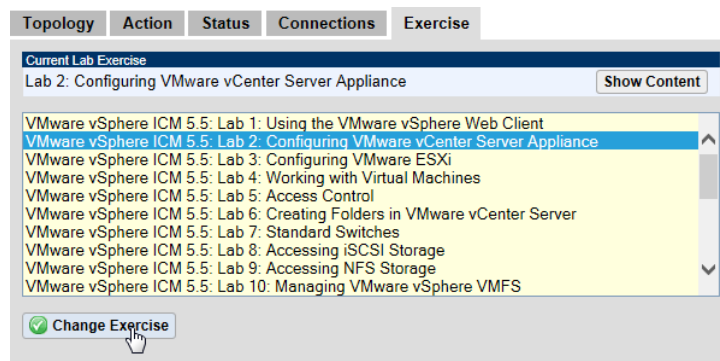 Topology Action Status Connections Exercise
Current Lab Exercise
Lab 2: Configuring VMware vCenter Server Appliance Show Content
VMware vSphere ICM 5.5: Lab 1: Using the VMware vSphere Web Client
VMware vSphere ICM 5.5: Lab 2: Configuring VMware vCenter Server Appliance
VMware vSphere ICM 5.5: Lab 3: Configuring VMware ESXi
VMware vSphere ICM 5.5: Lab 4: Working with Virtual Machines
VMware vSphere ICM 5.5: Lab 5: Access Control
VMware vSphere ICM 5.5: Lab 6: Creating Folders in VMware vCenter Server
VMware vSphere ICM 5.5: Lab 7: Standard Switches
VMware vSphere ICM 5.5: Lab 8: Accessing iSCSI Storage
VMware vSphere ICM 5.5: Lab 9: Accessing NFS Storage
VMware vSphere ICM 5.5: Lab 10: Managing VMware vSphere VMFS
Change Exercise